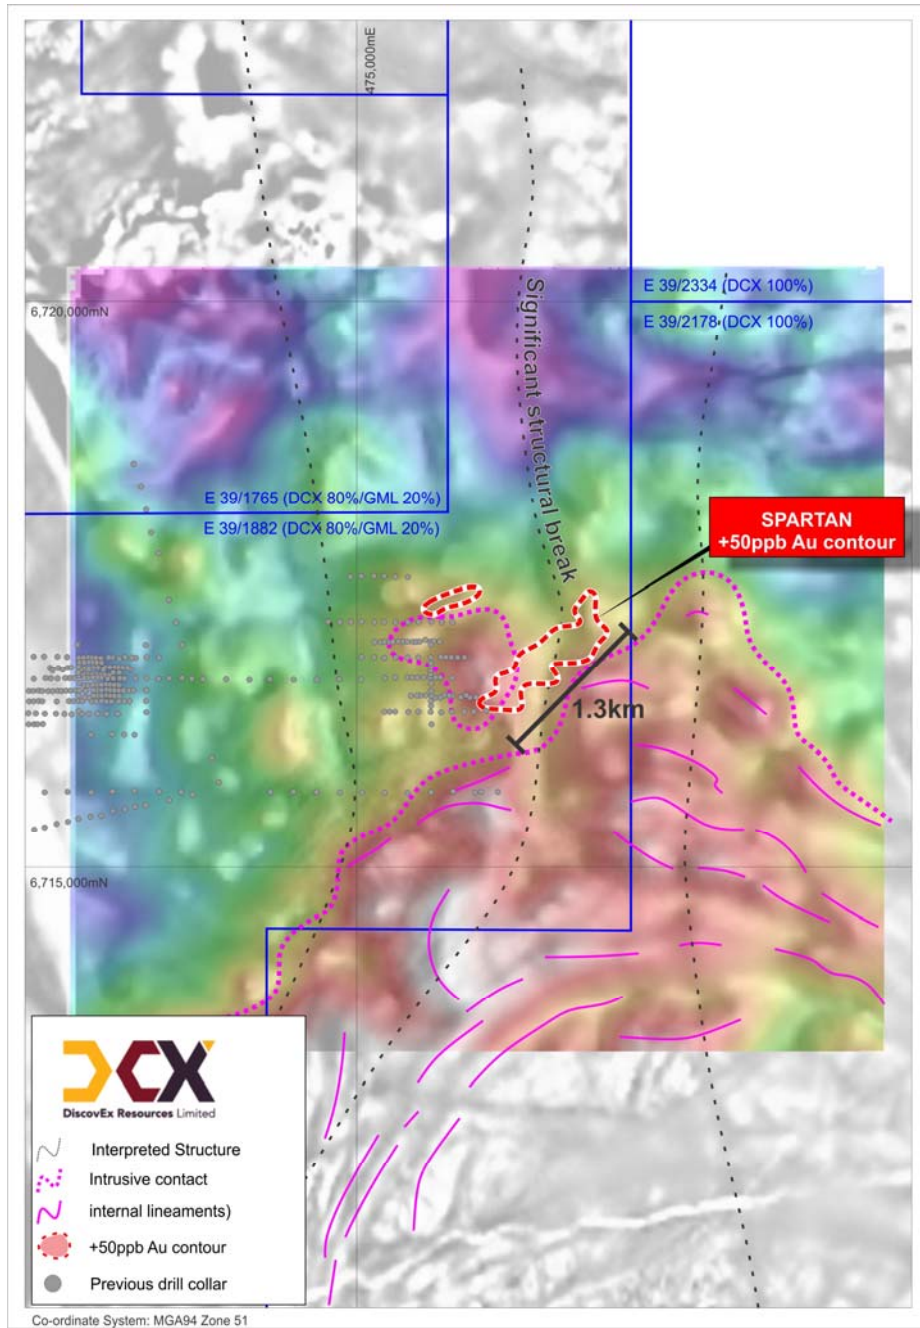 475,000mE
E 39/2334 (DCX 100%)
6,720,000mN
E 39/2178 (DCX 100%)
Significant structural break
E 39/1765 (DCX 80%/GML 20%)
E 39/1882 (DCX 80%/GML 20%)
SPARTAN
+50ppb Au contour
1.3km
6,715,000mN
DCX
DiscovEx Resources Limited
Interpreted Structure
Intrusive contact
internal lineaments)
+50ppb Au contour
Previous drill collar
Co-ordinate System: MGA94 Zone 51